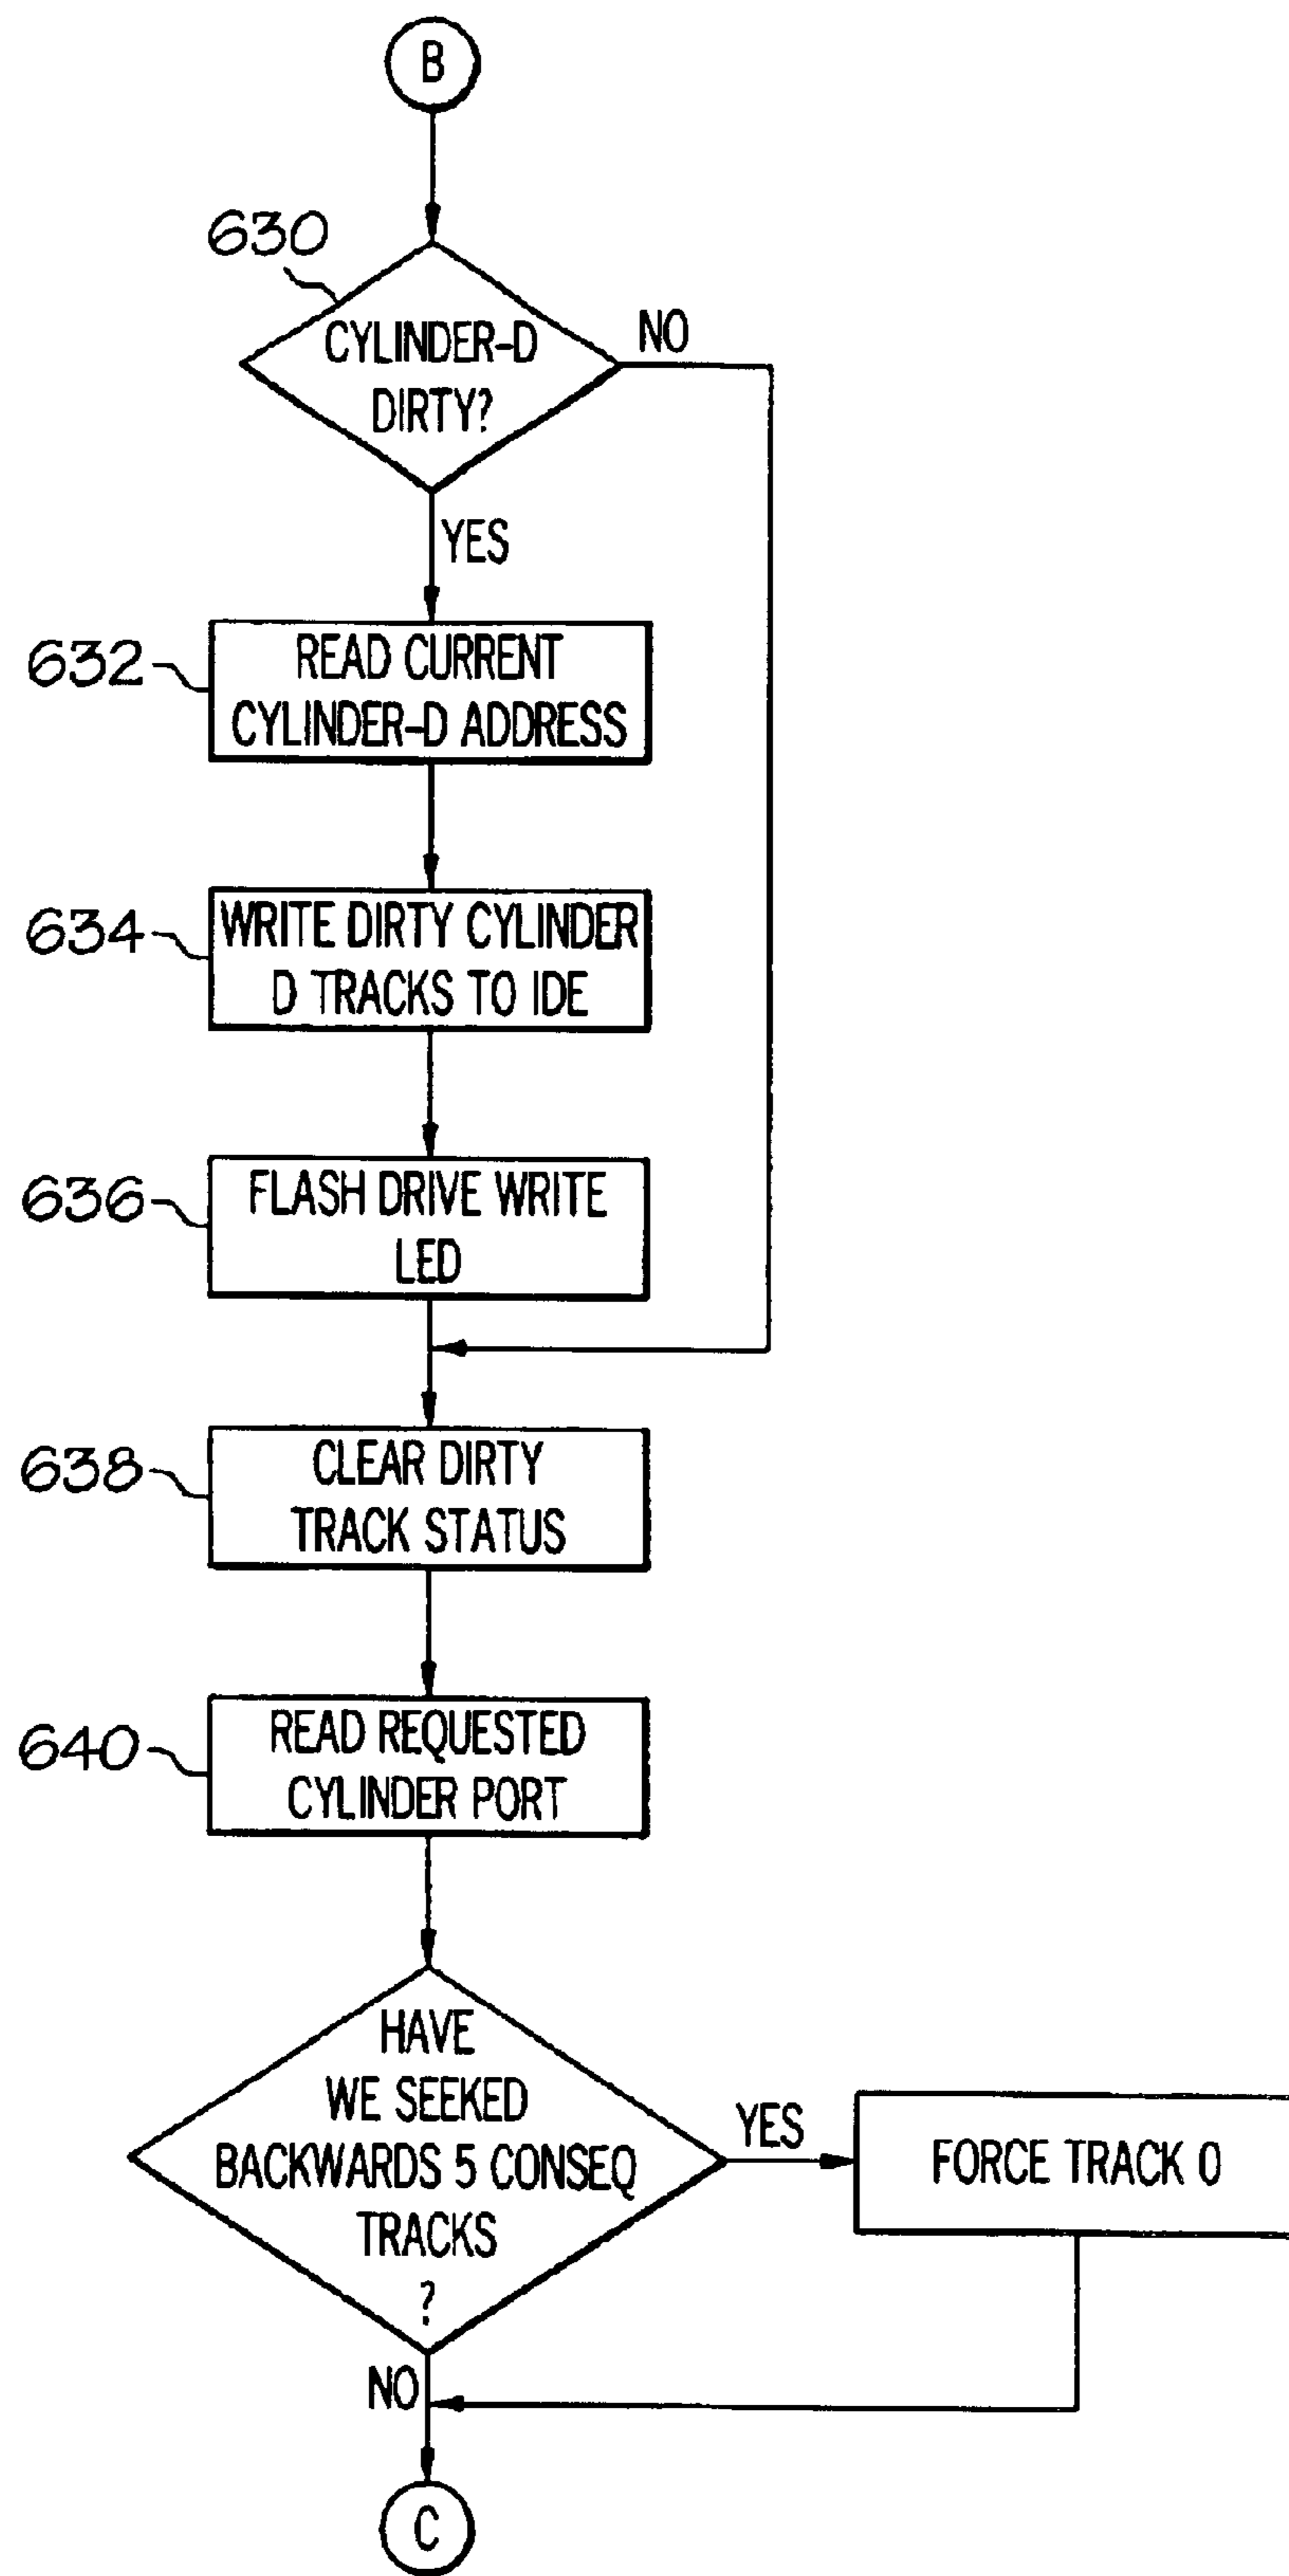 B
630
CYLINDER-D
DIRTY?
NO
YES
632
READ CURRENT
CYLINDER-D ADDRESS
634
WRITE DIRTY CYLINDER
D TRACKS TO IDE
636
FLASH DRIVE WRITE
LED
638
CLEAR DIRTY
TRACK STATUS
640
READ REQUESTED
CYLINDER PORT
HAVE
WE SEEKED
BACKWARDS 5 CONSEQ
TRACKS
?
YES
FORCE TRACK 0
NO
C